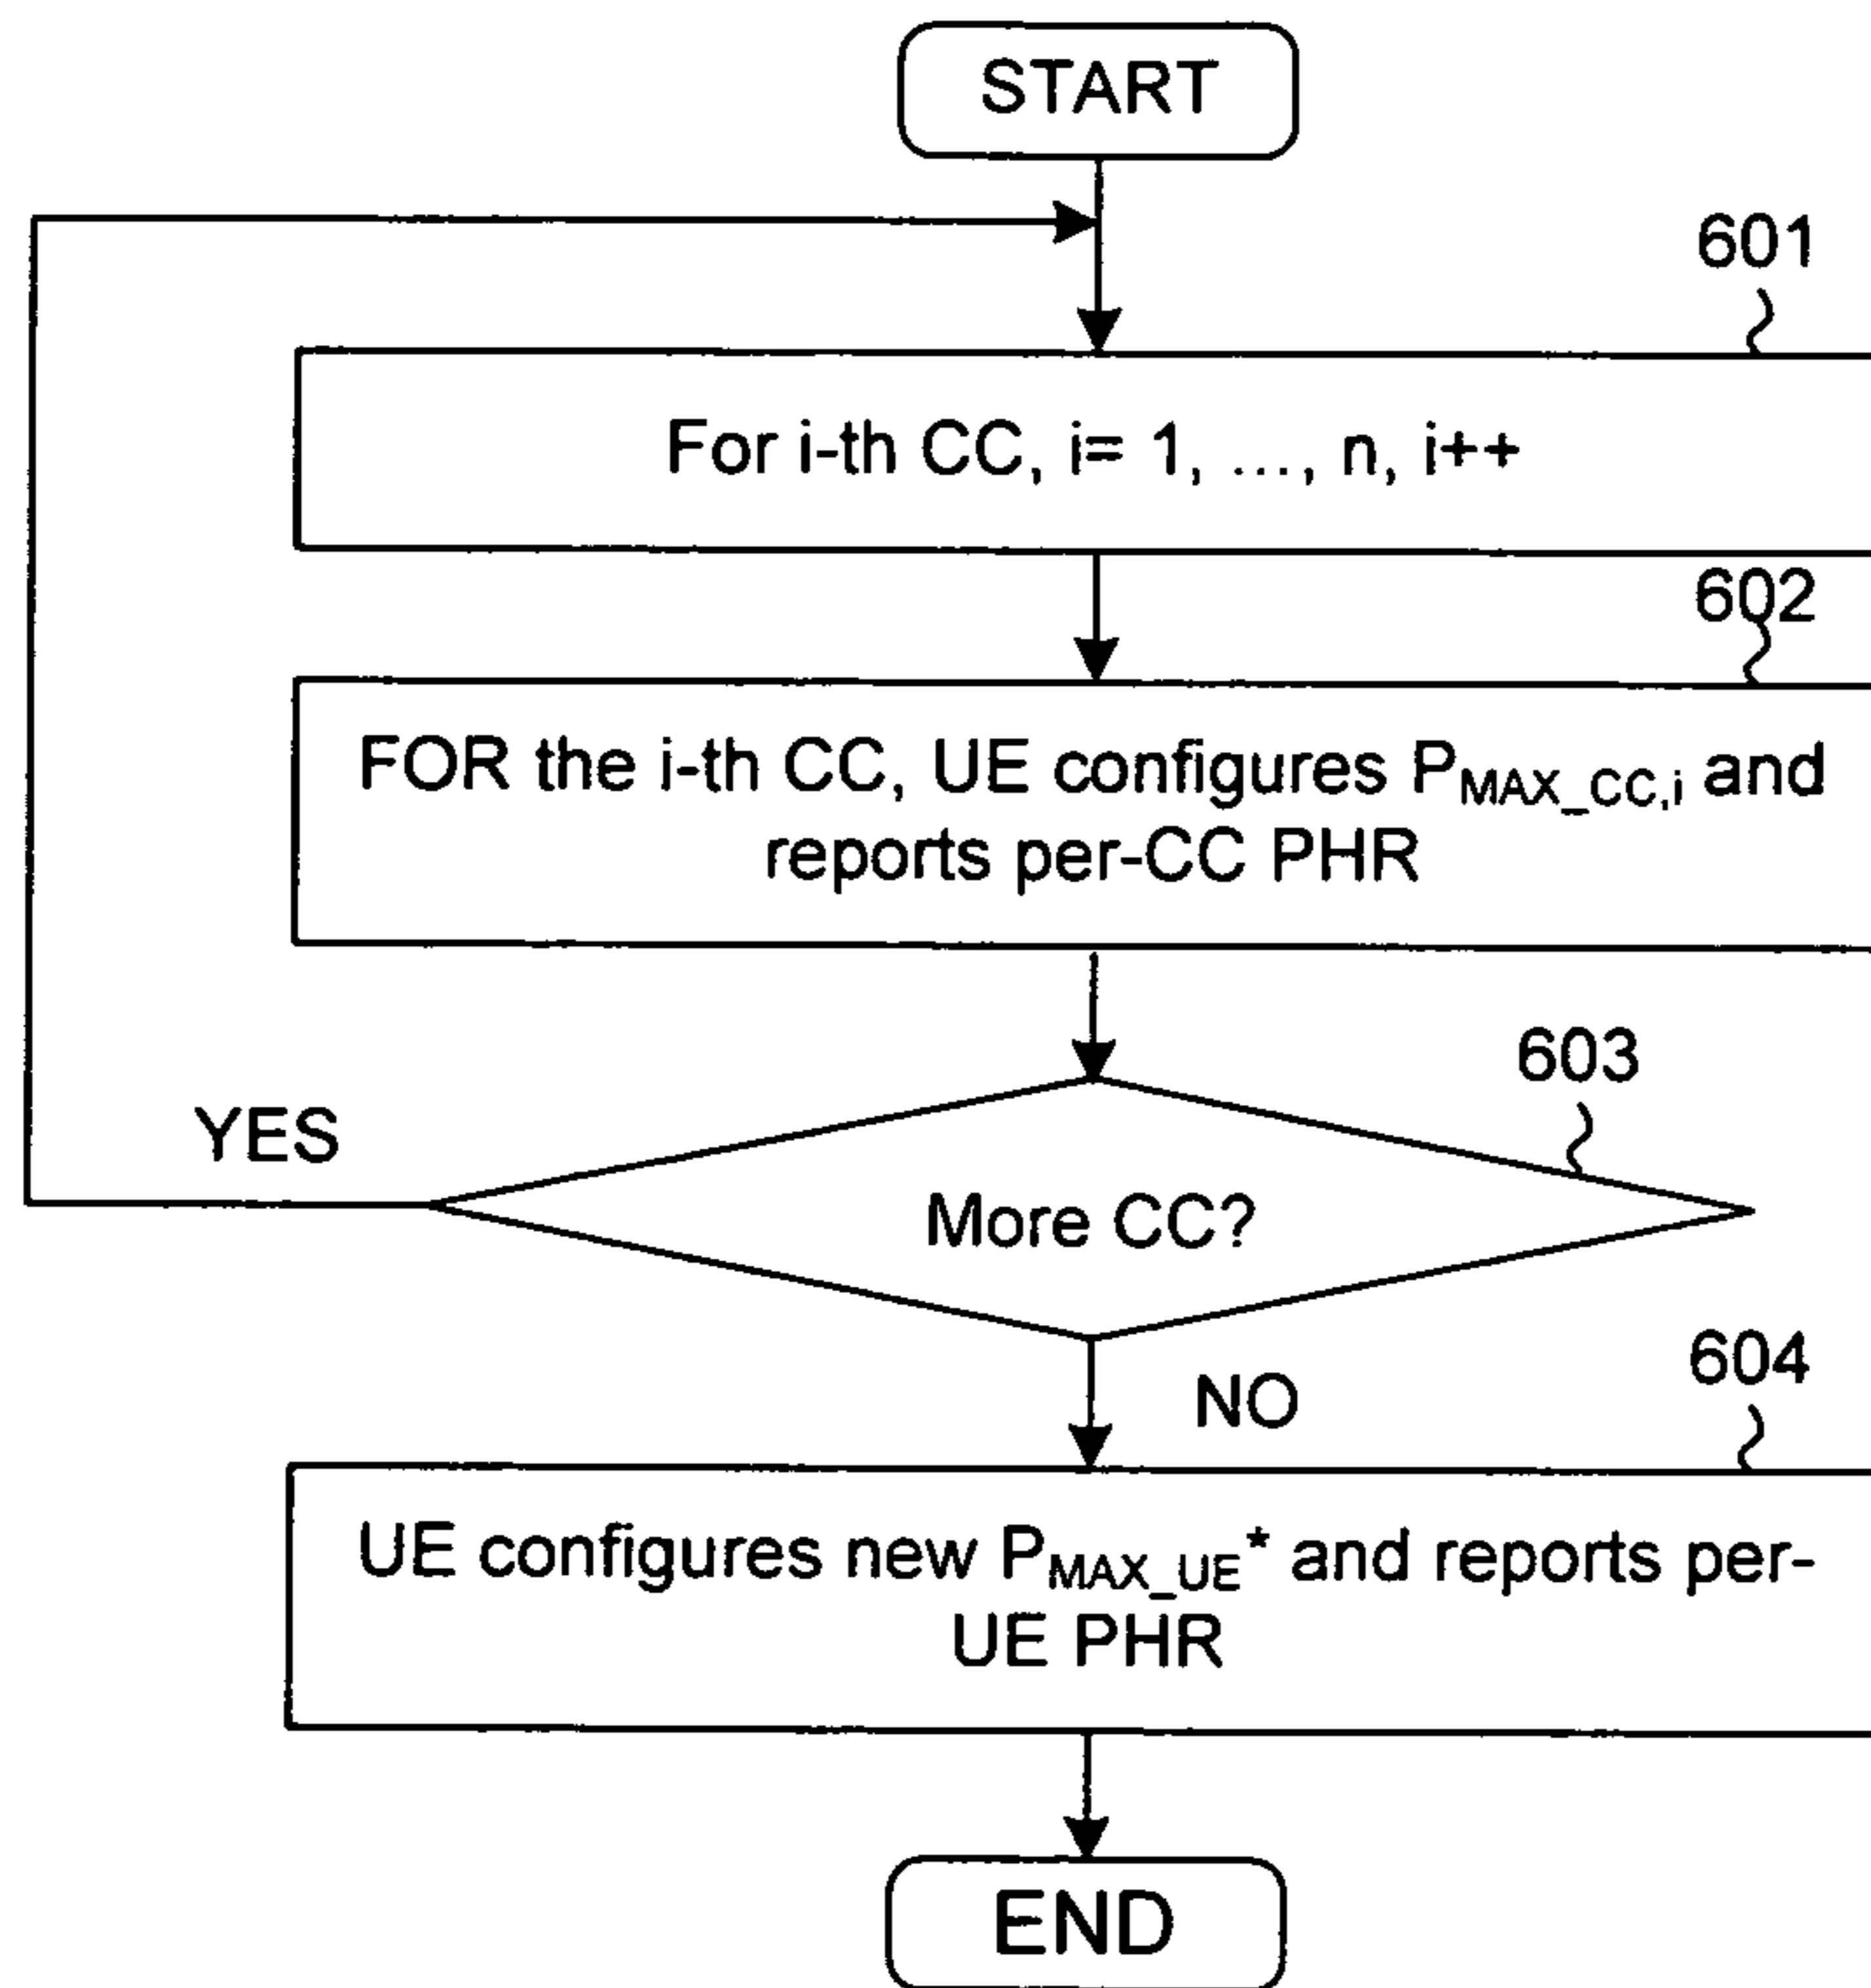 START
601
For i-th CC, i= 1, ..., n, i++
602
FOR the i-th CC, UE configures PMAX_CC,i and
reports per-CC PHR
603
YES
More CC?
604
NO
UE configures new PMAX_UE* and reports per-
UE PHR
END